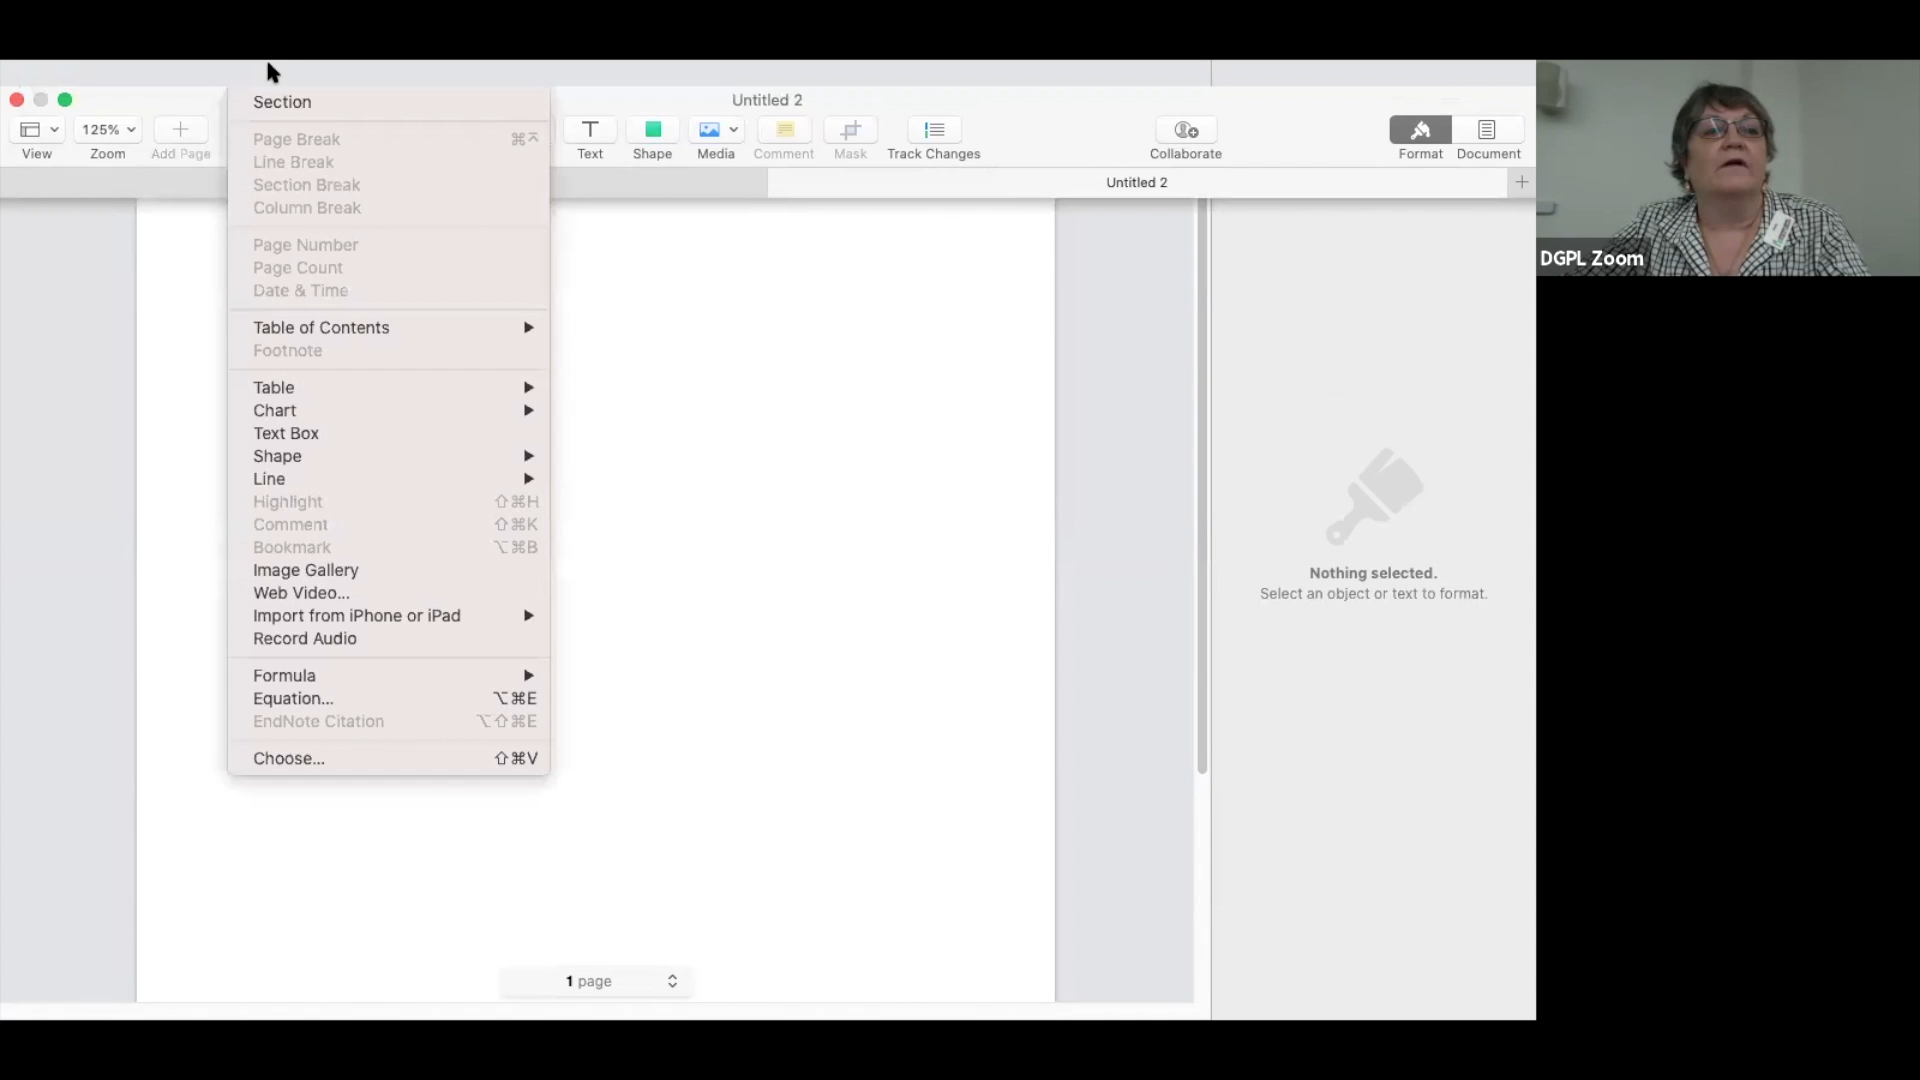 Untitled 2
View
125%
Zoom
Add Page
Text
Shape
Media
Comment
Mask
Track Changes
Collaborate
Format
Document
Untitled 2
Section
Page Break ⌘⌤
Line Break
Section Break
Column Break
Page Number
Page Count
Date & Time
Table of Contents
Footnote
Table
Chart
Text Box
Shape
Line
Highlight ⇧⌘H
Comment ⇧⌘K
Bookmark ⌥⌘B
Image Gallery
Web Video...
Import from iPhone or iPad
Record Audio
Formula
Equation... ⌥⌘E
EndNote Citation ⌥⇧⌘E
Choose... ⇧⌘V
1 page
Nothing selected.
Select an object or text to format.
DGPL Zoom